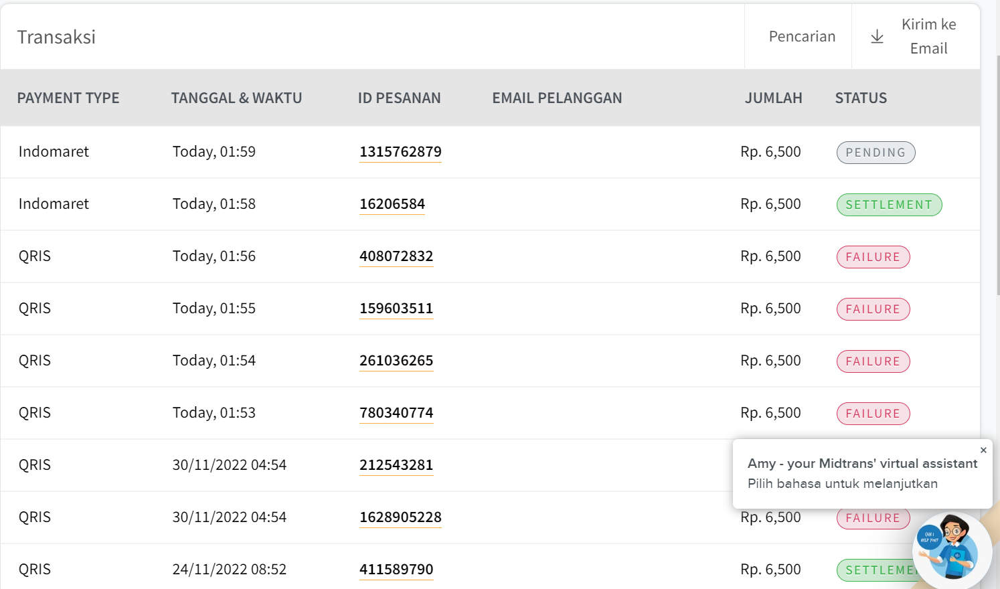 Transaksi
Pencarian
Kirim ke
Email
PAYMENT TYPE TANGGAL & WAKTU ID PESANAN EMAIL PELANGGAN JUMLAH STATUS
Indomaret Today, 01:59 1315762879 Rp. 6,500 PENDING
Indomaret Today, 01:58 16206584 Rp. 6,500 SETTLEMENT
QRIS Today, 01:56 408072832 Rp. 6,500 FAILURE
QRIS Today, 01:55 159603511 Rp. 6,500 FAILURE
QRIS Today, 01:54 261036265 Rp. 6,500 FAILURE
QRIS Today, 01:53 780340774 Rp. 6,500 FAILURE
QRIS 30/11/2022 04:54 212543281
Amy - your Midtrans' virtual assistant
Pilih bahasa untuk melanjutkan
QRIS 30/11/2022 04:54 1628905228 Rp. 6,500 FAILURE
CAN I
HELP YOU?
QRIS 24/11/2022 08:52 411589790 Rp. 6,500 SETTLEME